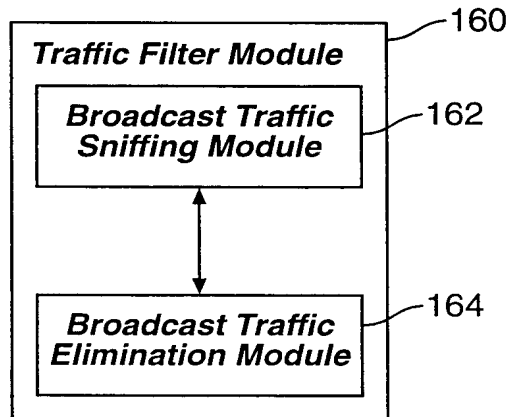 160
Traffic Filter Module
Broadcast Traffic
Sniffing Module
162
Broadcast Traffic
Elimination Module
164